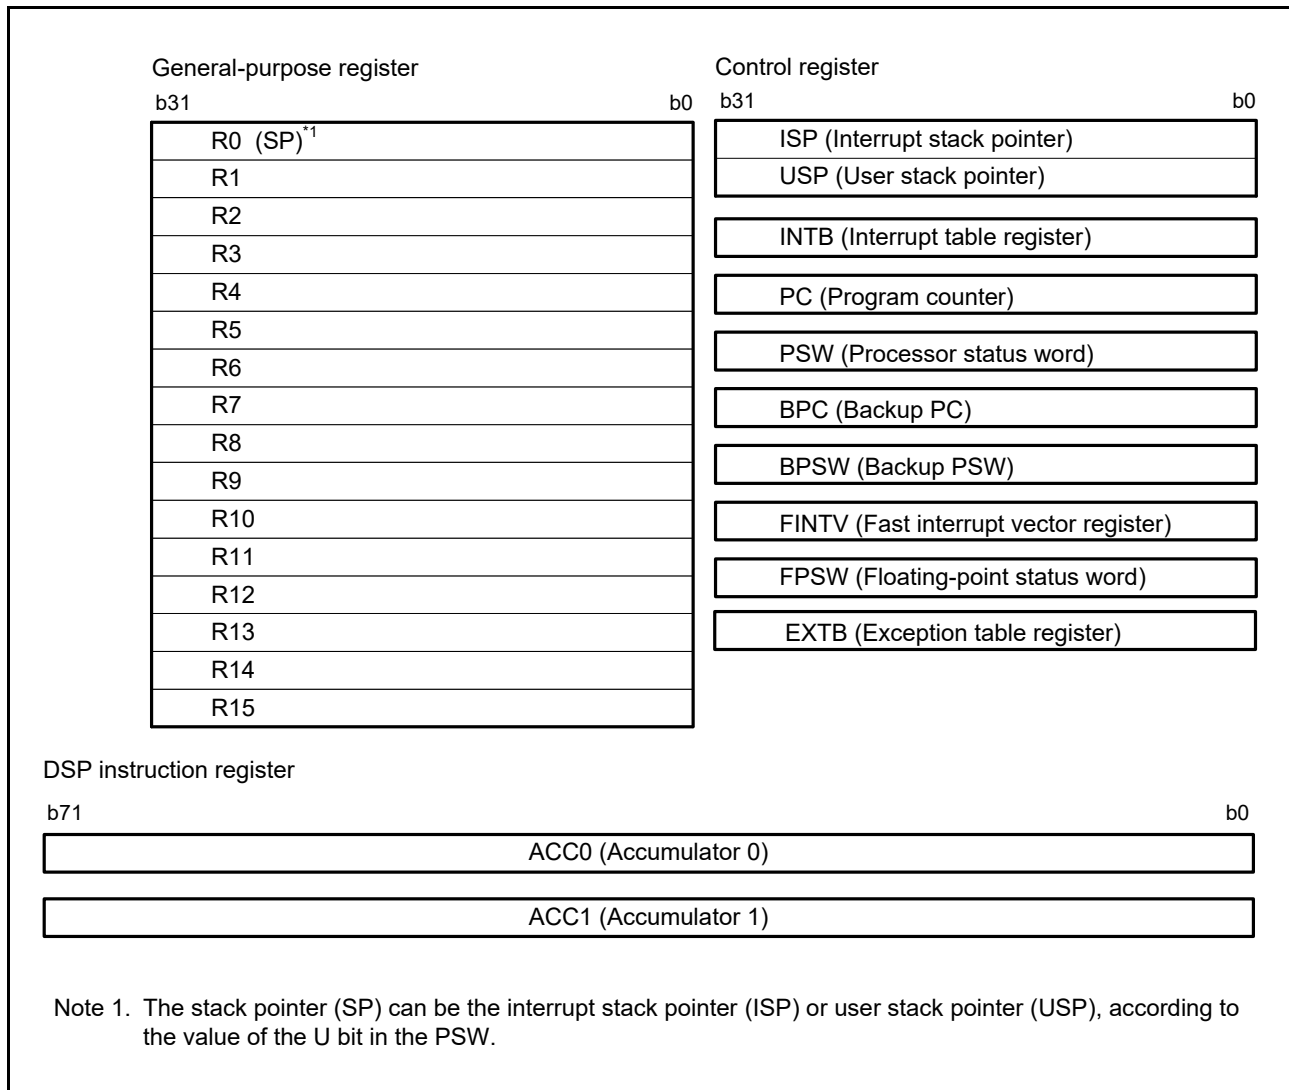 General-purpose register
b31 b0
R0 (SP)*1
R1
R2
R3
R4
R5
R6
R7
R8
R9
R10
R11
R12
R13
R14
R15
Control register
b31 b0
ISP (Interrupt stack pointer)
USP (User stack pointer)
INTB (Interrupt table register)
PC (Program counter)
PSW (Processor status word)
BPC (Backup PC)
BPSW (Backup PSW)
FINTV (Fast interrupt vector register)
FPSW (Floating-point status word)
EXTB (Exception table register)
DSP instruction register
b71 b0
ACC0 (Accumulator 0)
ACC1 (Accumulator 1)
Note 1. The stack pointer (SP) can be the interrupt stack pointer (ISP) or user stack pointer (USP), according to
the value of the U bit in the PSW.